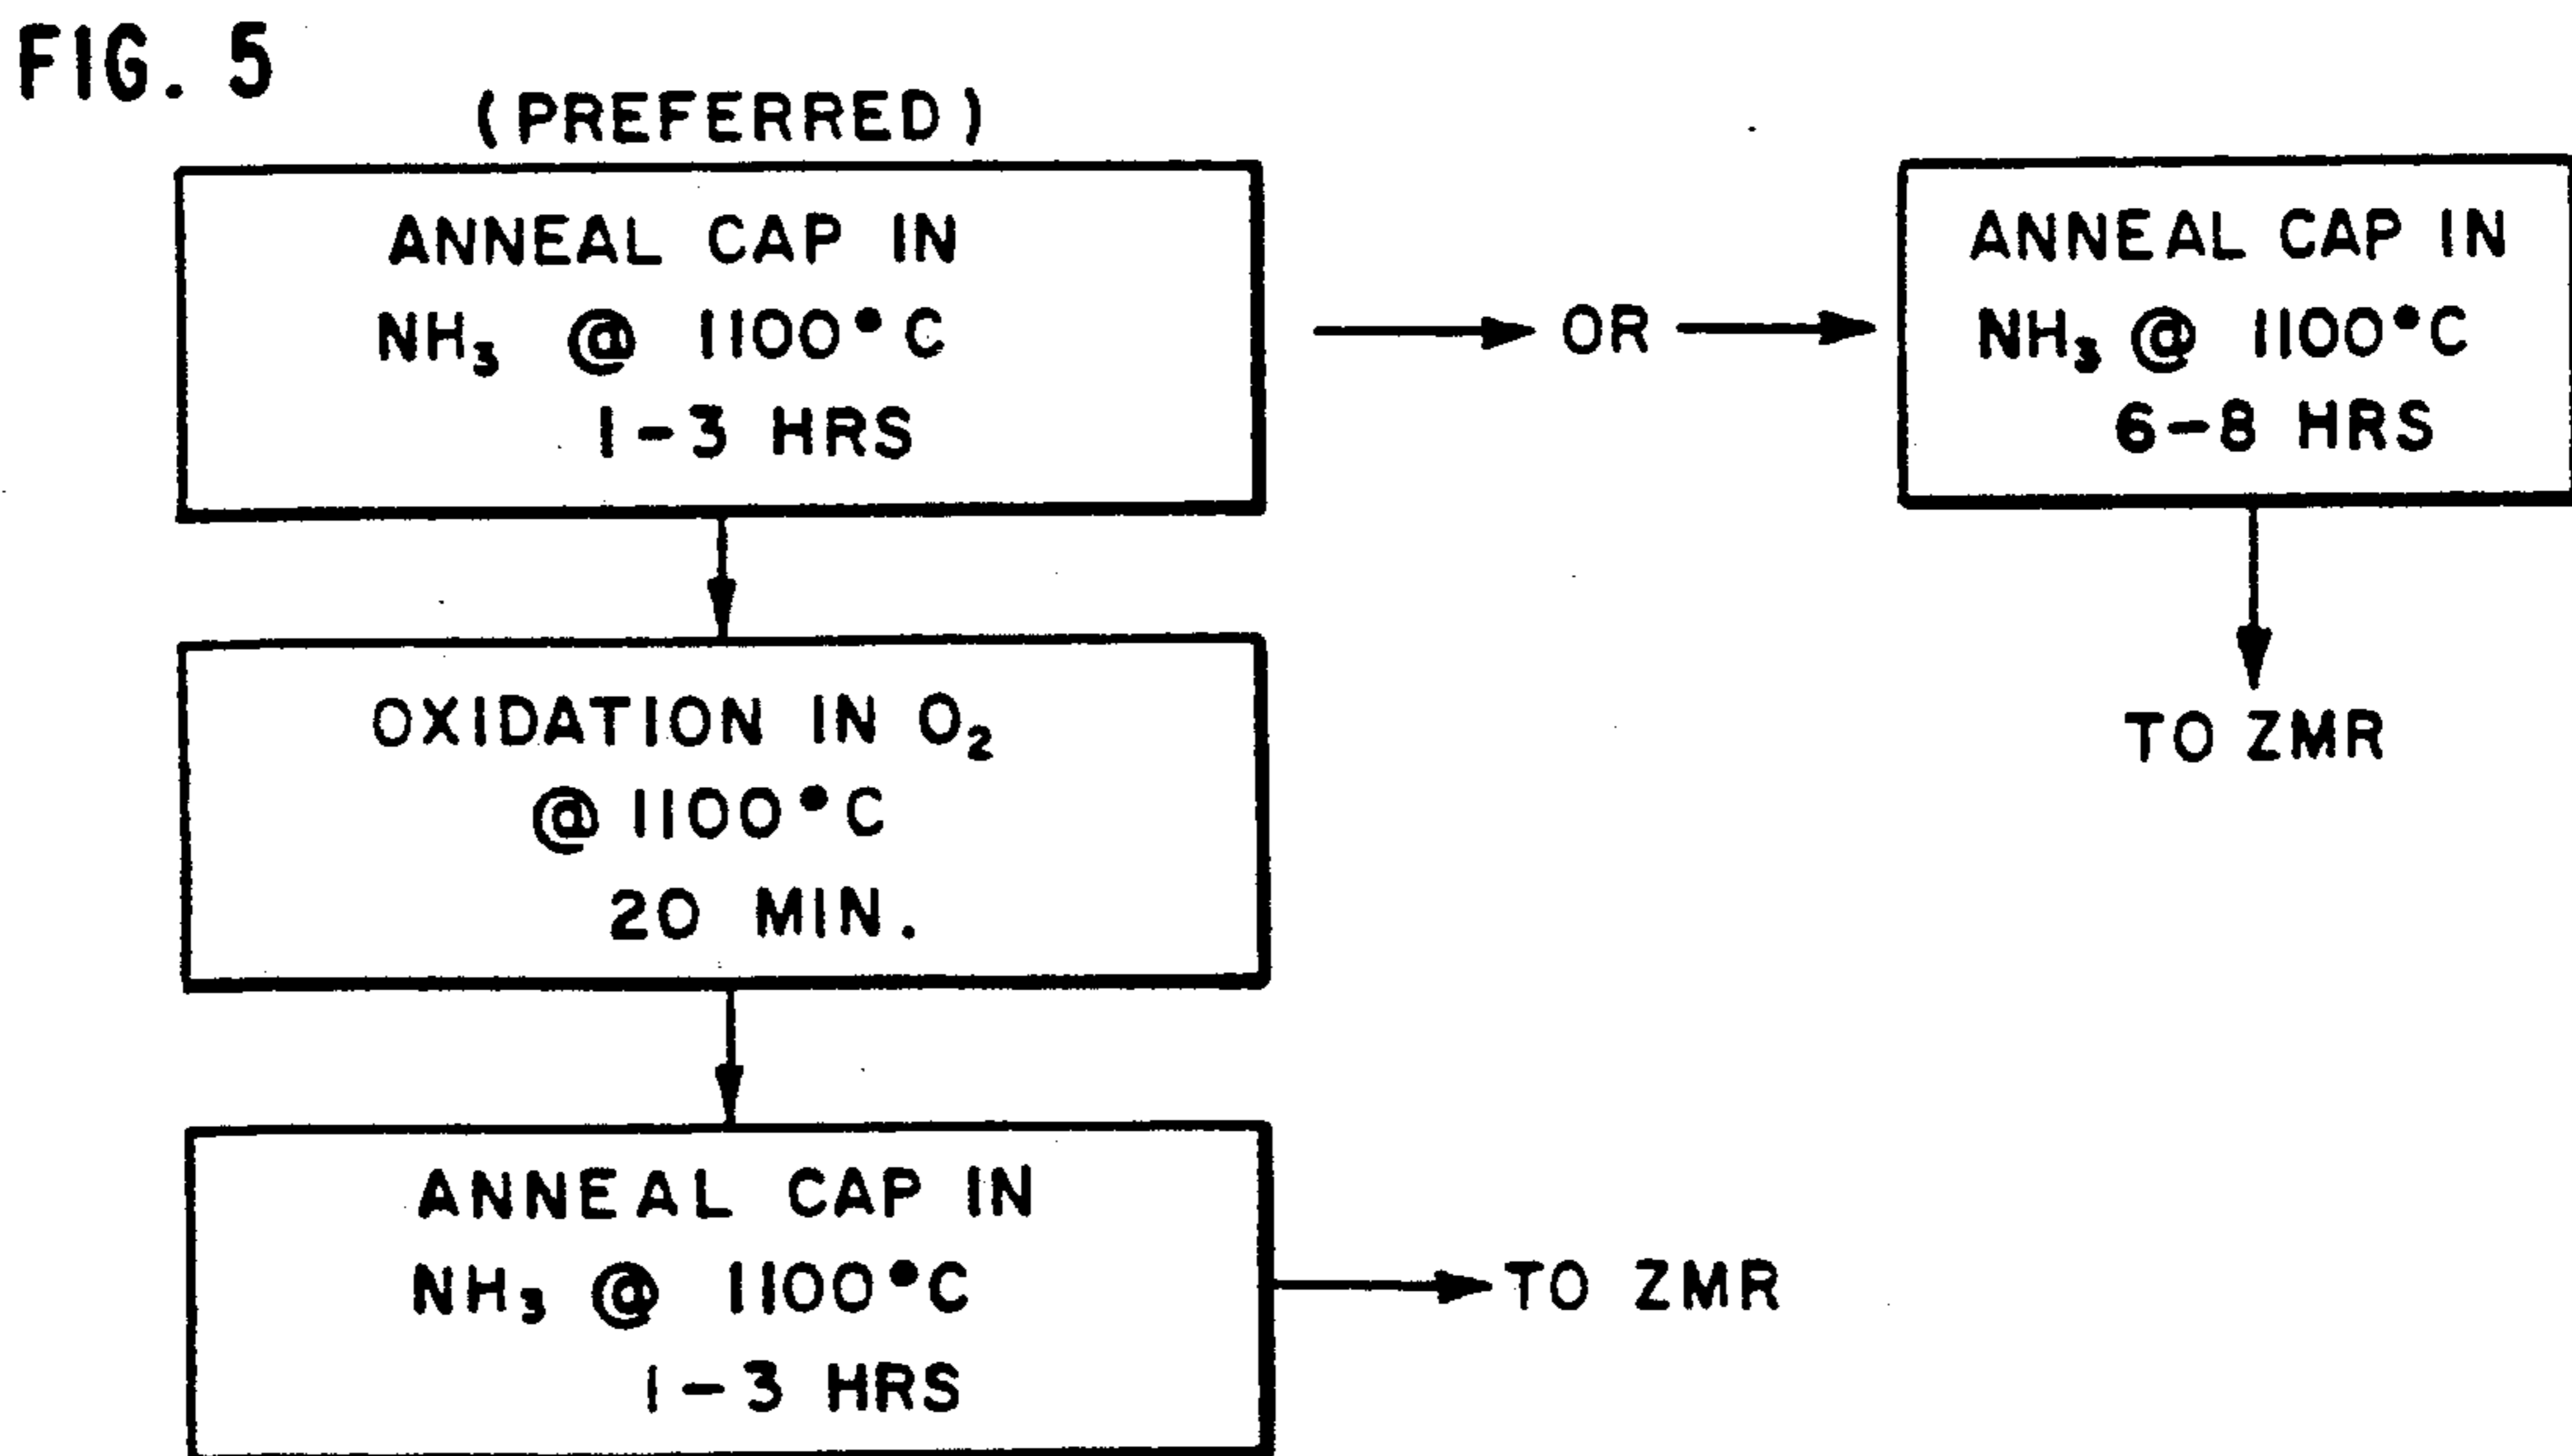 FIG. 5
(PREFERRED)
ANNEAL CAP IN
NH₃ @ 1100°C
1-3 HRS
OR
ANNEAL CAP IN
NH₃ @ 1100°C
6-8 HRS
TO ZMR
OXIDATION IN O₂
@ 1100°C
20 MIN.
ANNEAL CAP IN
NH₃ @ 1100°C
1-3 HRS
TO ZMR